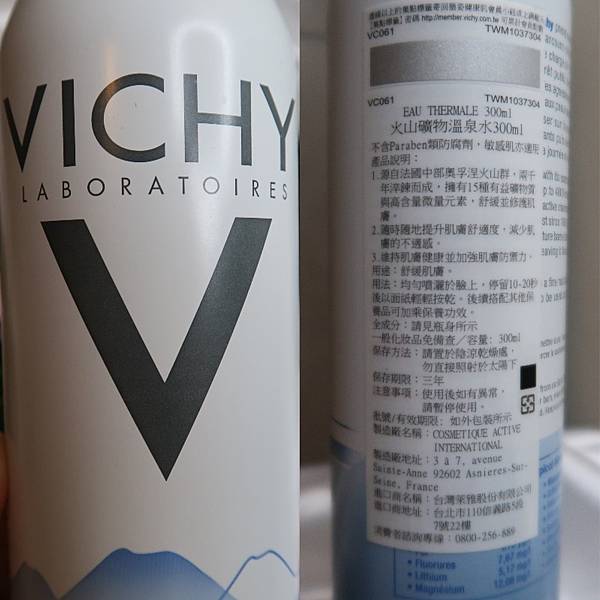 VICHY
LABORATOIRES
V
VC061 TWM1037304
VC061 TWM1037304
EAU THERMALE 300ml
火山礦物溫泉水300ml
不含Paraben類防腐劑，敏感肌亦適用
產品說明：
1.源自法國中部奧弗涅火山群，兩千
年淬鍊而成，擁有15種有益礦物質
與高含量微量元素，舒緩並修護肌
膚。
2.隨時隨地提升肌膚舒適度，減少肌
膚的不適感。
3.維持肌膚健康並加強肌膚防禦力。
用途：舒緩肌膚。
用法：均勻噴灑於臉上，停留10-20秒
後以面紙輕輕按乾。後續搭配其他保
養品可加乘保養功效。
全成分：請見瓶身所示
一般化妝品免備查／容量：300ml
保存方法：請置於陰涼乾燥處，
勿直接照射於太陽下
保存期限：三年
注意事項：使用後如有異常，
請暫停使用。
批號/有效期限：如外包裝所示
製造廠名稱：COSMETIQUE ACTIVE
INTERNATIONAL
製造廠地址：3 à 7, avenue
Sainte-Anne 92602 Asnieres-Sur-
Seine, France
進口商名稱：台灣萊雅股份有限公司
進口商地址：台北市110信義路5段
7號22樓
消費者諮詢專線：0800-256-889
• Fluorures
• Lithium
• Magnésium
7,67 mg
5,17 mg